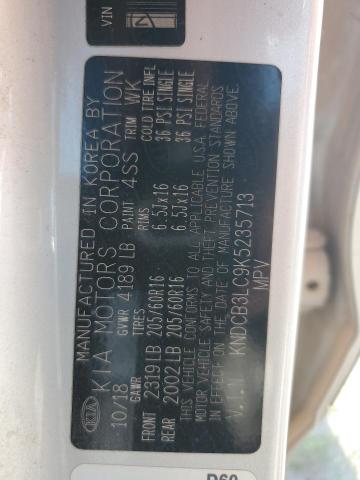 VIN
MANUFACTURED IN KOREA BY
KIA KIA MOTORS CORPORATION
10/18 GVWR 4189 LB PAINT 4SS TRIM WK
GAWR TIRES RIMS COLD TIRE INFL
FRONT 2319 LB 205/60R16 6.5Jx16 36 PSI SINGLE
REAR 2002 LB 205/60R16 6.5Jx16 36 PSI SINGLE
THIS VEHICLE CONFORMS TO ALL APPLICABLE U.S.A. FEDERAL
MOTOR VEHICLE SAFETY AND THEFT PREVENTION STANDARDS
IN EFFECT ON THE DATE OF MANUFACTURE SHOWN ABOVE.
V.I.N KNDCB3LC9K5295713
MPV
D60